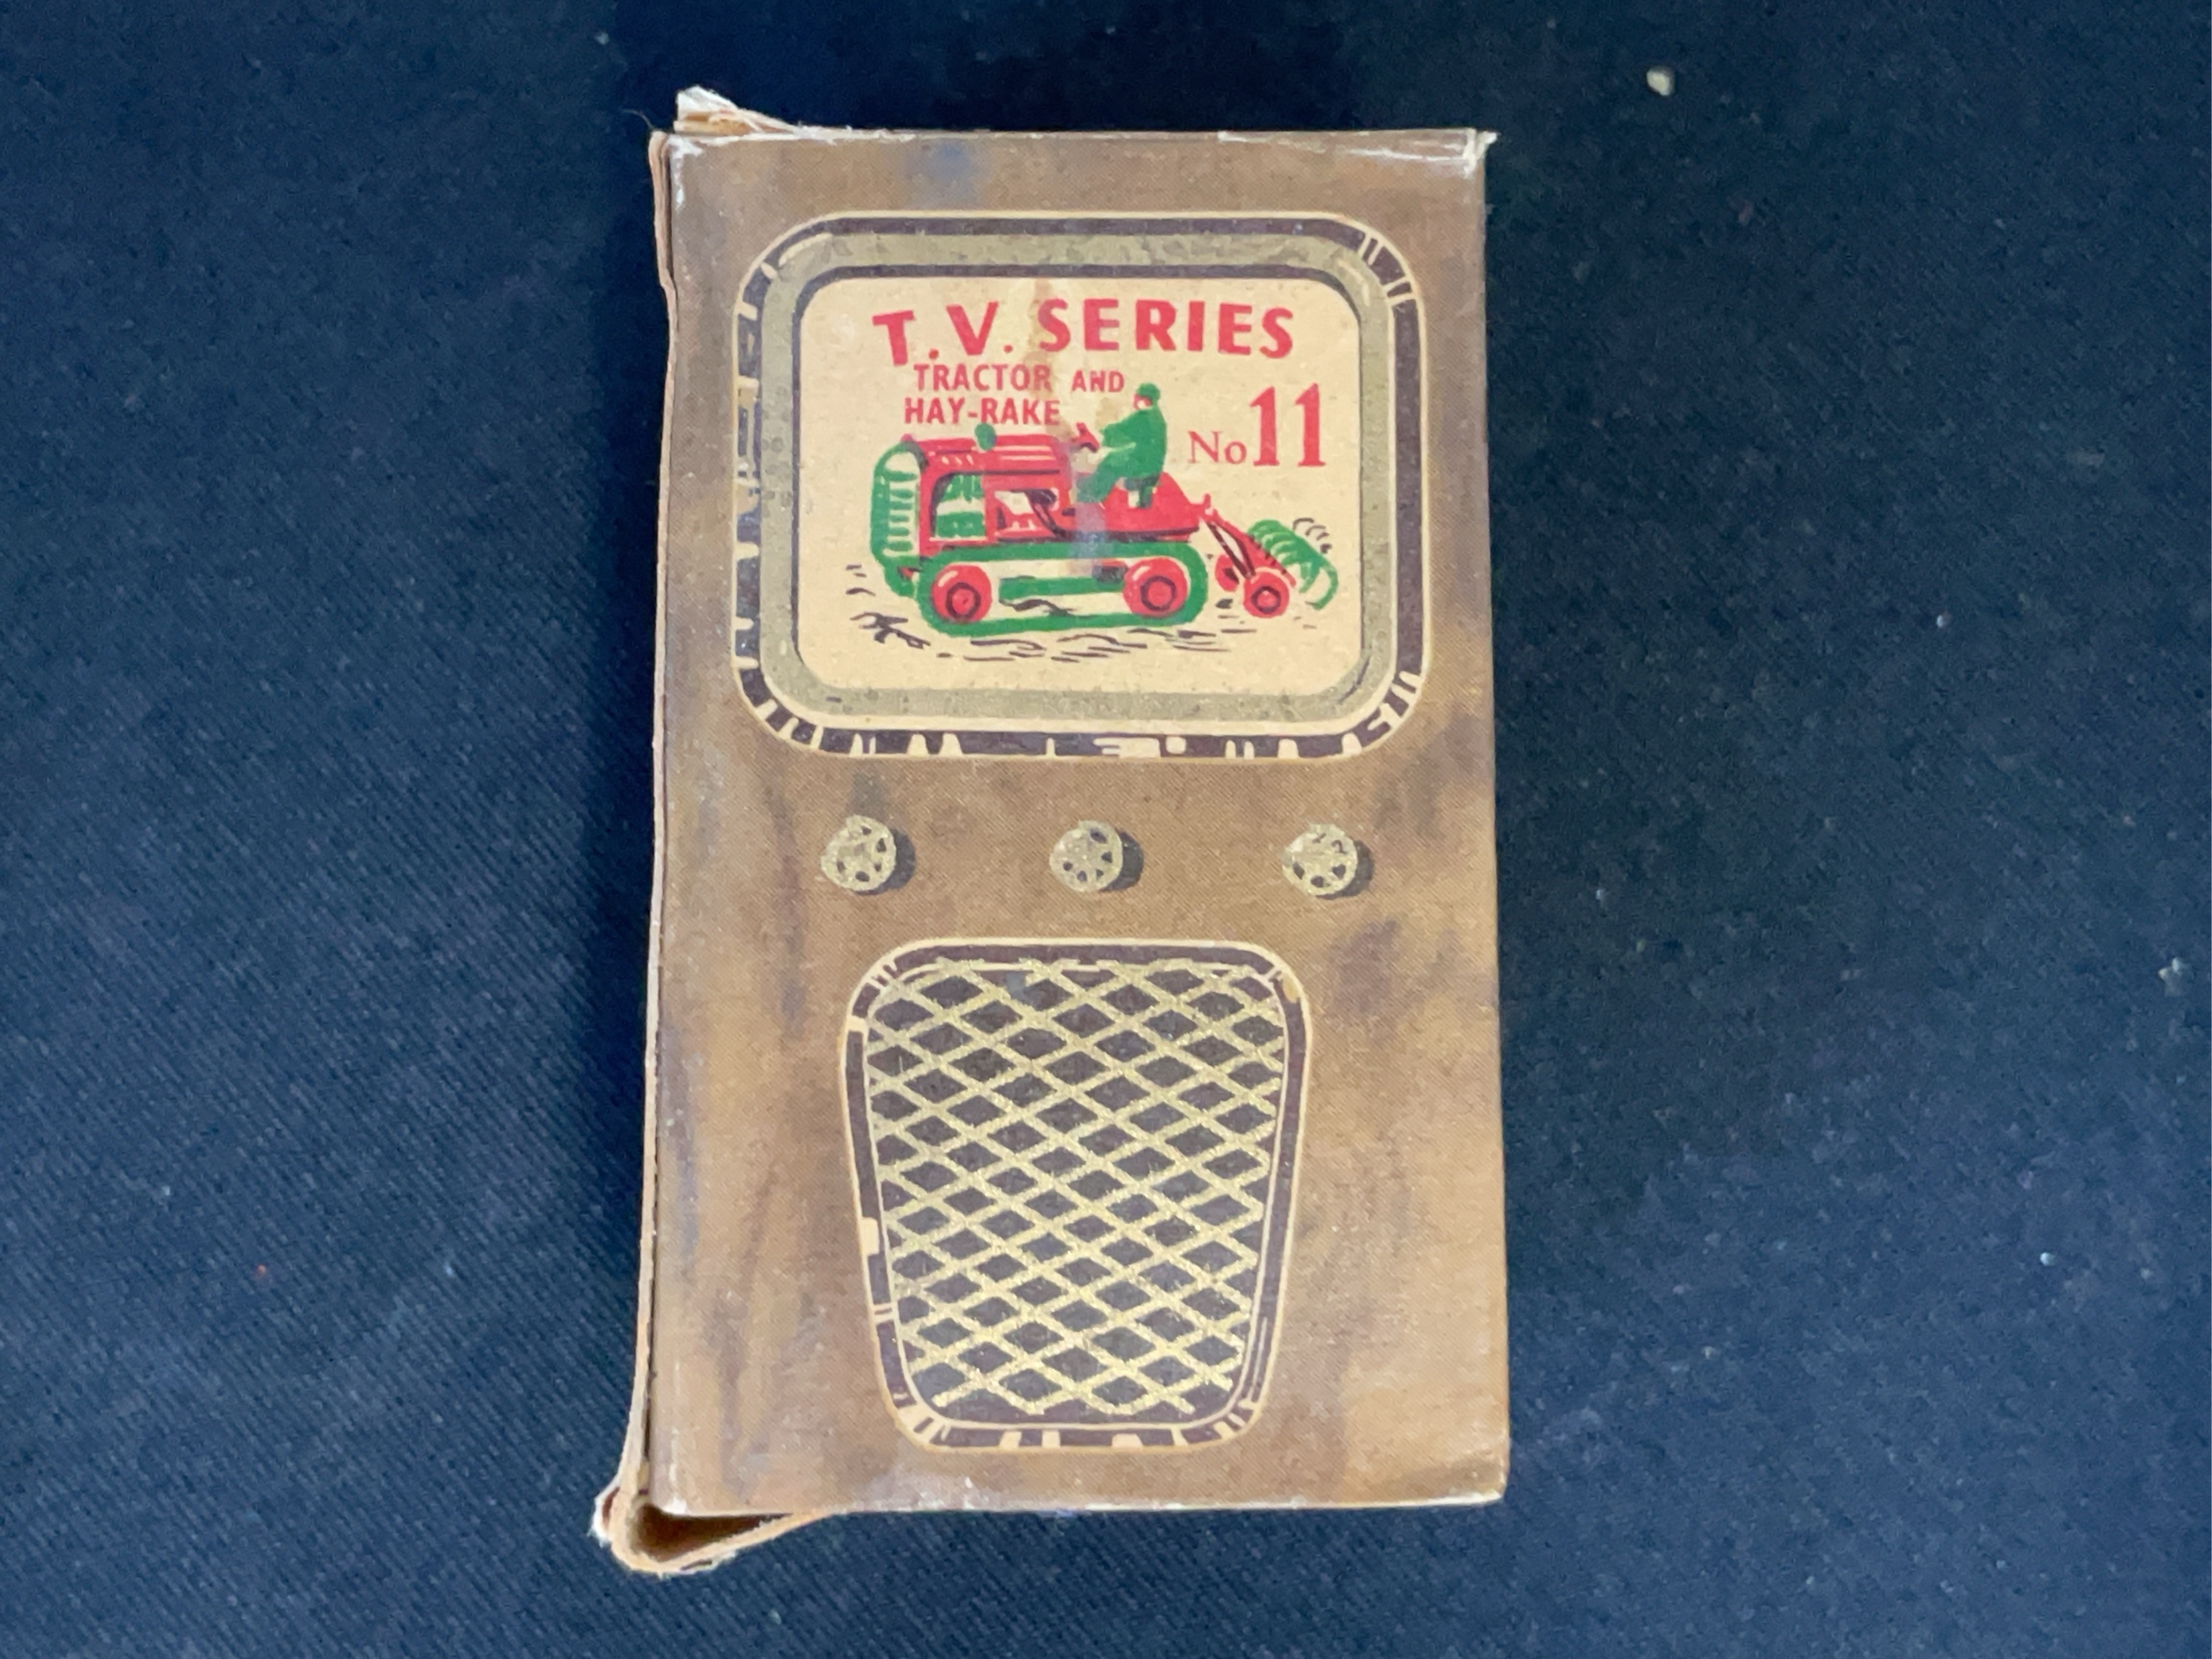 T.V. SERIES
TRACTOR AND
HAY-RAKE
No 11